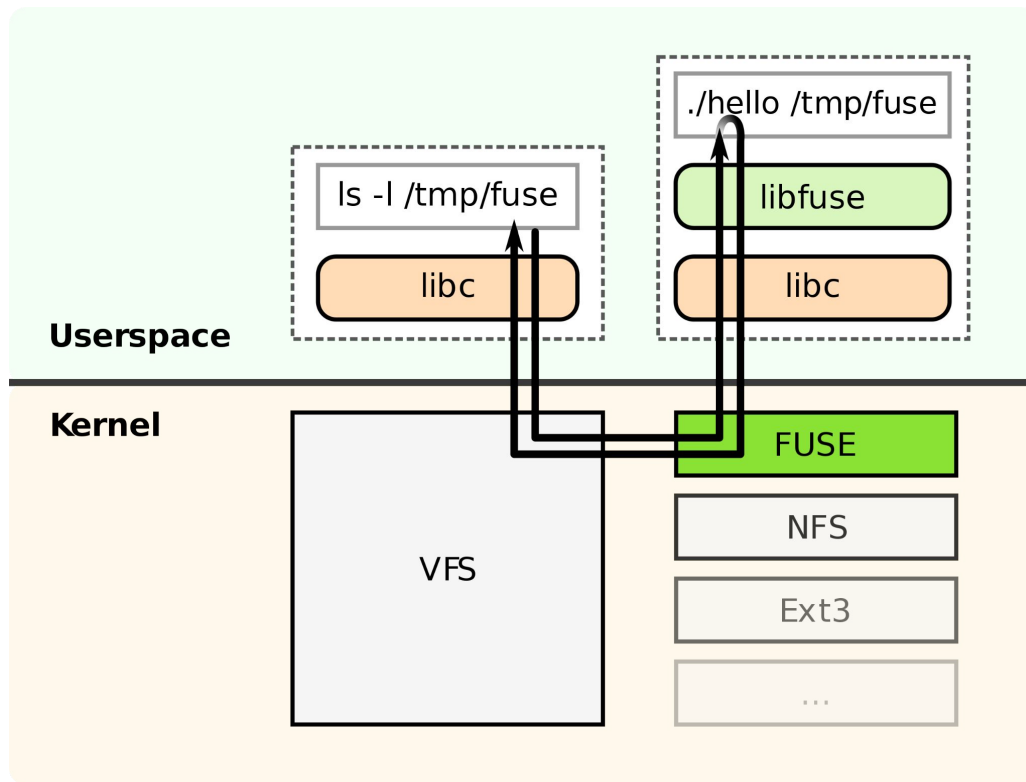 ./hello /tmp/fuse
ls -l /tmp/fuse
libfuse
libc
libc
Userspace
Kernel
FUSE
NFS
VFS
Ext3
...